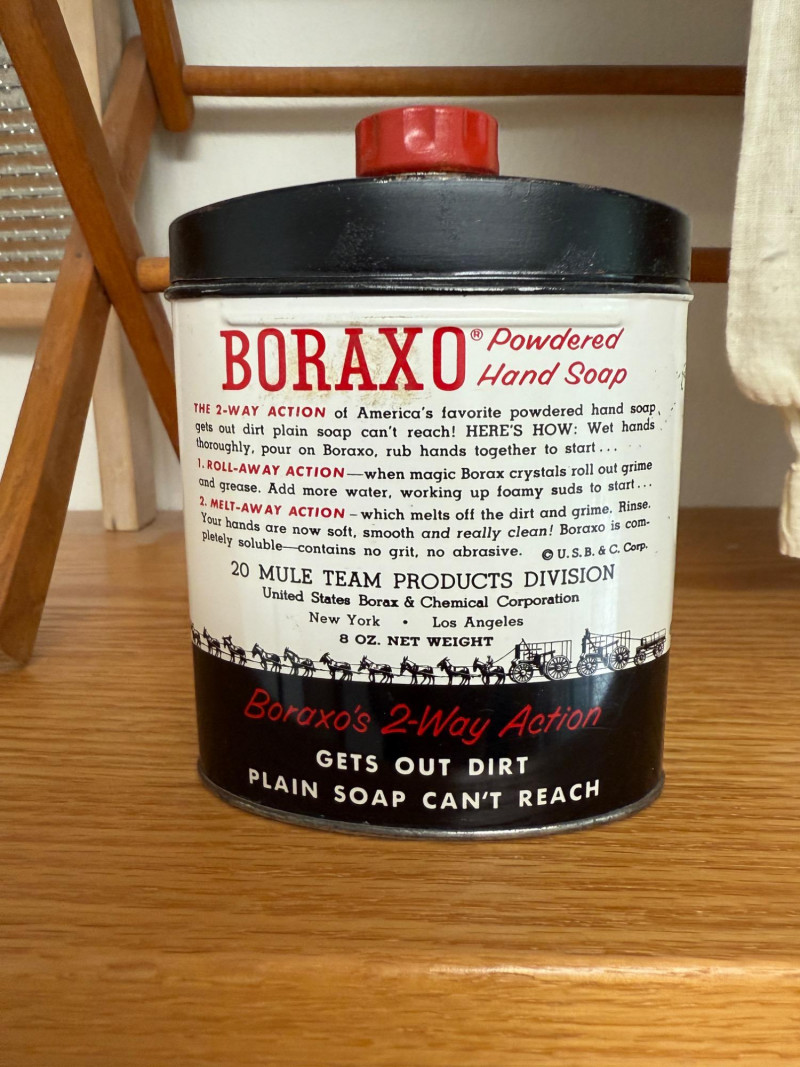 BORAXO® Powdered
Hand Soap
THE 2-WAY ACTION of America's favorite powdered hand soap,
gets out dirt plain soap can't reach! HERE'S HOW: Wet hands
thoroughly, pour on Boraxo, rub hands together to start...
1. ROLL-AWAY ACTION—when magic Borax crystals roll out grime
and grease. Add more water, working up foamy suds to start...
2. MELT-AWAY ACTION – which melts off the dirt and grime. Rinse.
Your hands are now soft, smooth and really clean! Boraxo is com-
pletely soluble—contains no grit, no abrasive. © U.S.B. & C. Corp.
20 MULE TEAM PRODUCTS DIVISION
United States Borax & Chemical Corporation
New York • Los Angeles
8 OZ. NET WEIGHT
Boraxo's 2-Way Action
GETS OUT DIRT
PLAIN SOAP CAN'T REACH